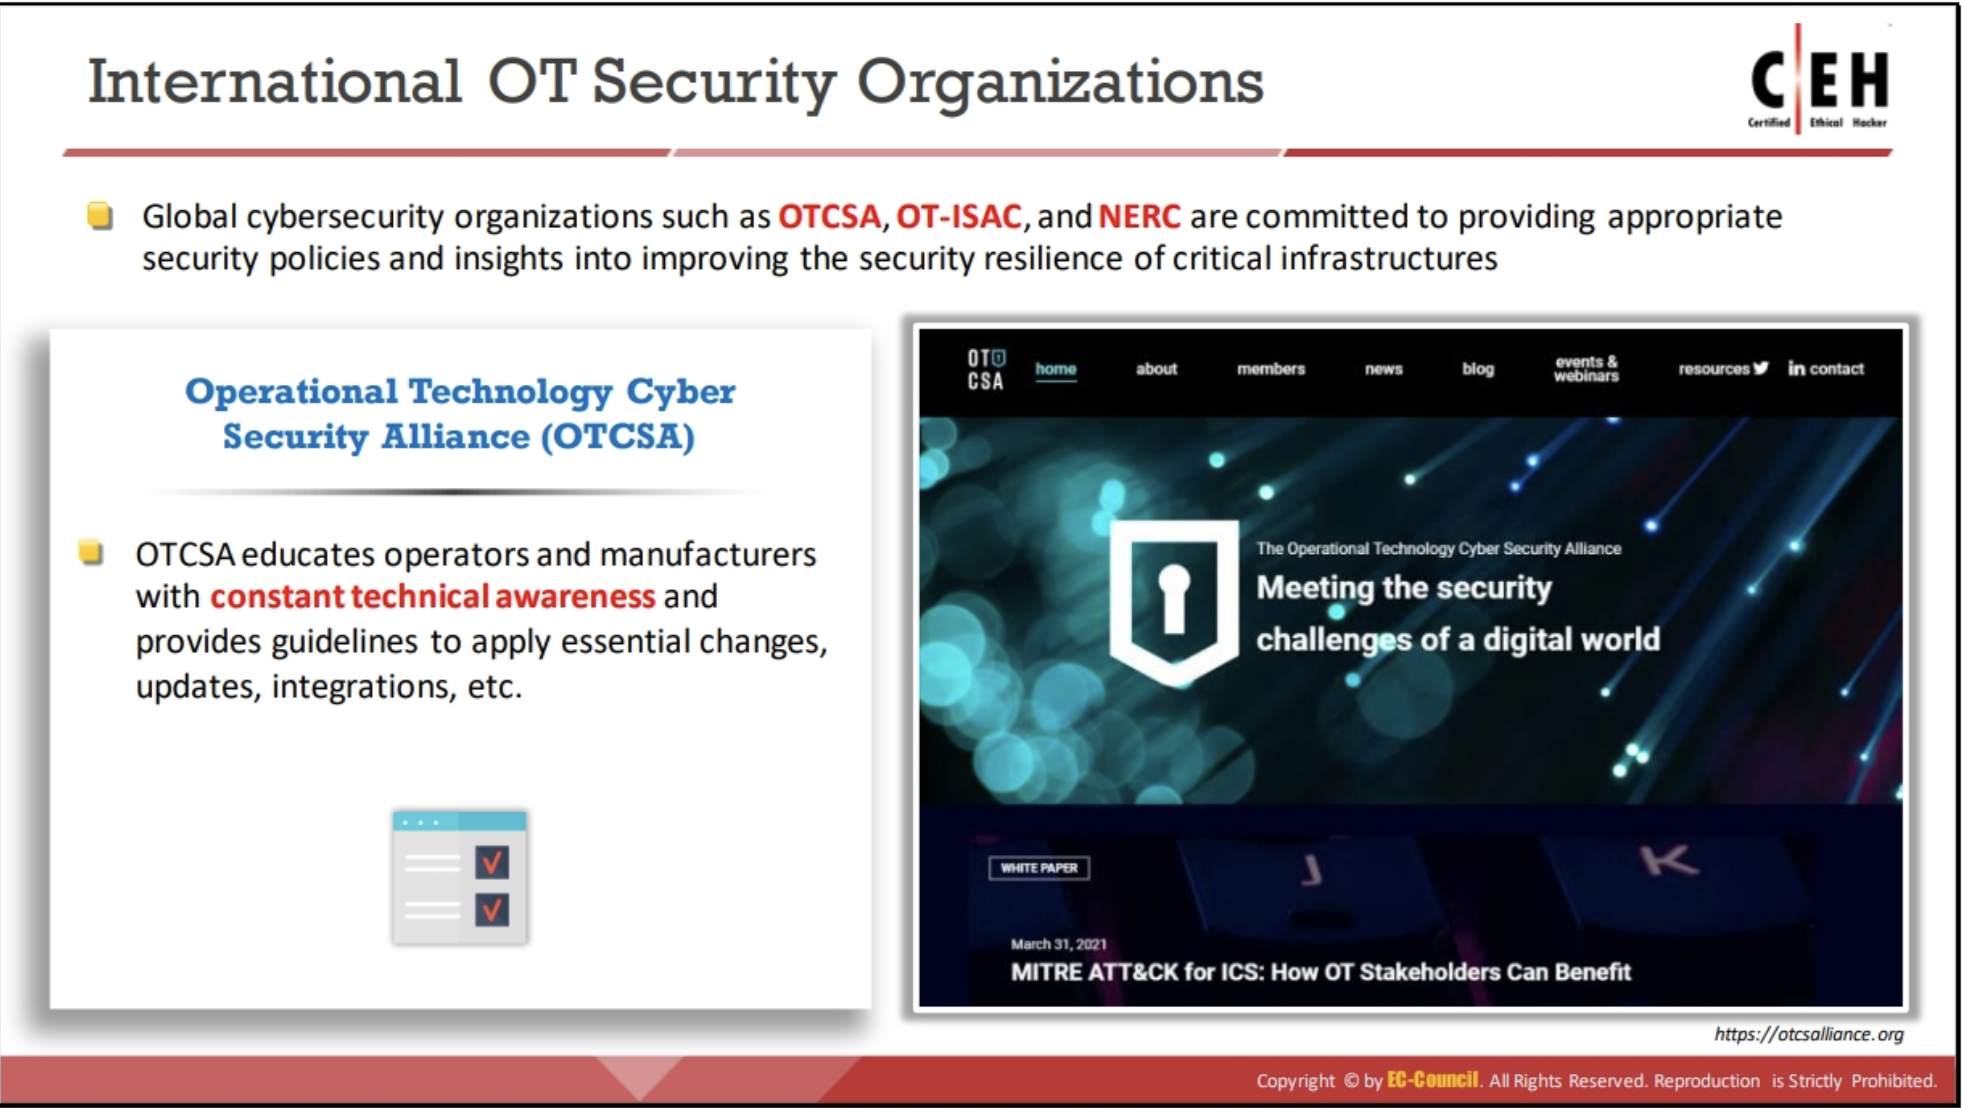 International OT Security Organizations
C EH
Certified Ethical Hacker
Global cybersecurity organizations such as OTCSA, OT-ISAC, and NERC are committed to providing appropriate
security policies and insights into improving the security resilience of critical infrastructures
Operational Technology Cyber
Security Alliance (OTCSA)
OTCSA educates operators and manufacturers
with constant technical awareness and
provides guidelines to apply essential changes,
updates, integrations, etc.
OT
CSA
home about members news blog events & webinars resources in contact
The Operational Technology Cyber Security Alliance
Meeting the security
challenges of a digital world
J K
WHITE PAPER
March 31, 2021
MITRE ATT&CK for ICS: How OT Stakeholders Can Benefit
https://otcsalliance.org
Copyright © by EC-Council. All Rights Reserved. Reproduction is Strictly Prohibited.